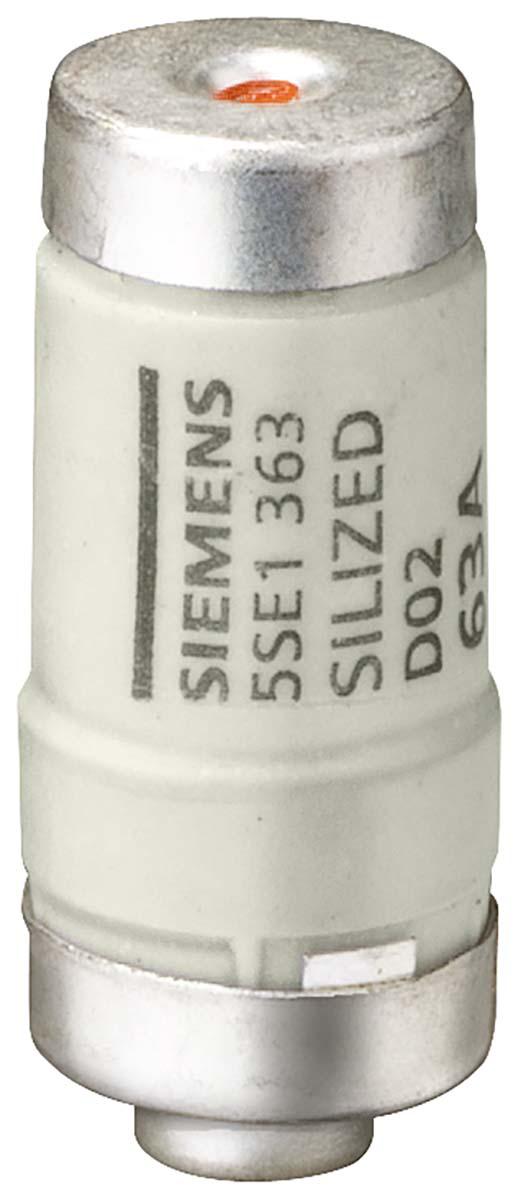 SIEMENS
5SE1 363
SILIZED
D02
63A